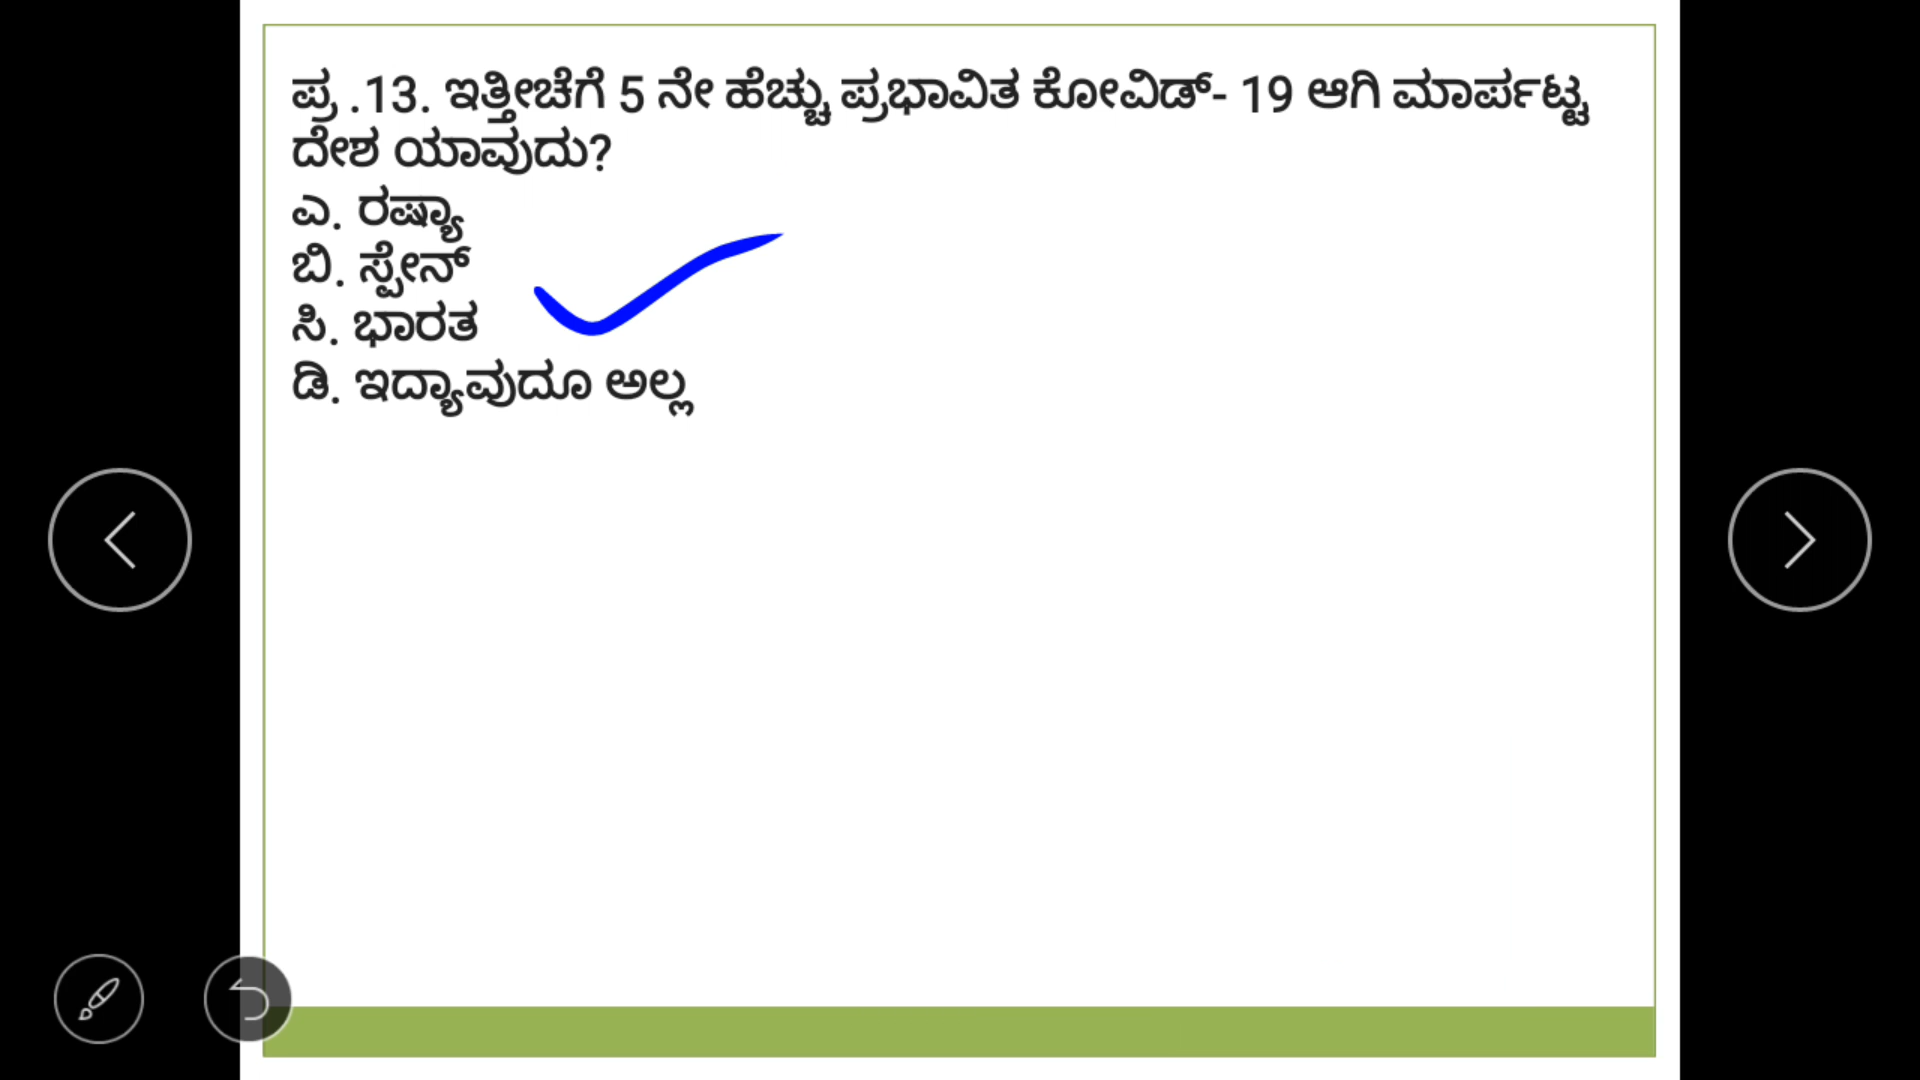 ಪ್ರ .13. ಇತ್ತೀಚೆಗೆ 5 ನೇ ಹೆಚ್ಚು ಪ್ರಭಾವಿತ ಕೋವಿಡ್- 19 ಆಗಿ ಮಾರ್ಪಟ್ಟ
ದೇಶ ಯಾವುದು?
ಎ. ರಷ್ಯಾ
ಬಿ. ಸ್ಪೇನ್
ಸಿ. ಭಾರತ
ಡಿ. ಇದ್ಯಾವುದೂ ಅಲ್ಲ